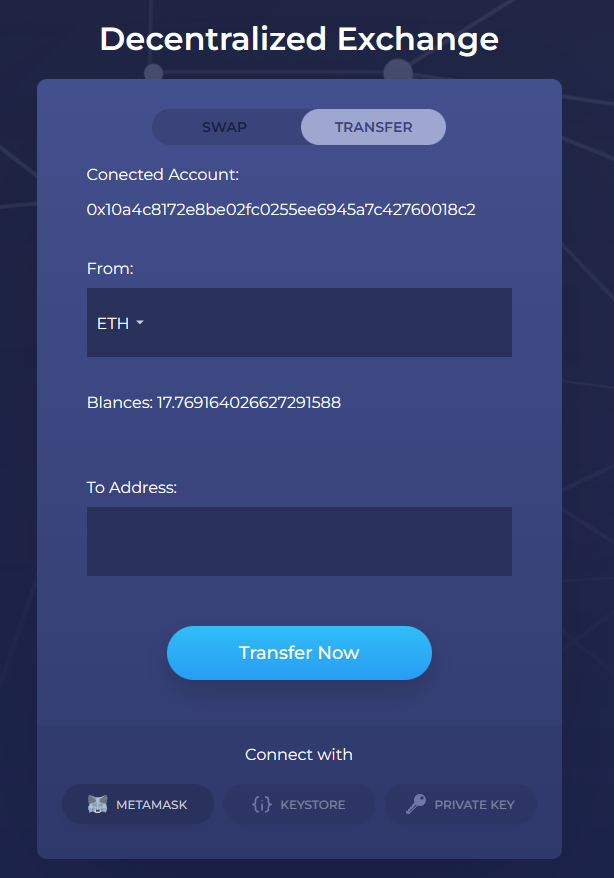 Decentralized Exchange
SWAP TRANSFER
Conected Account:
0x10a4c8172e8be02fc0255ee6945a7c42760018c2
From:
ETH
Blances: 17.769164026627291588
To Address:
Transfer Now
Connect with
METAMASK {i} KEYSTORE PRIVATE KEY